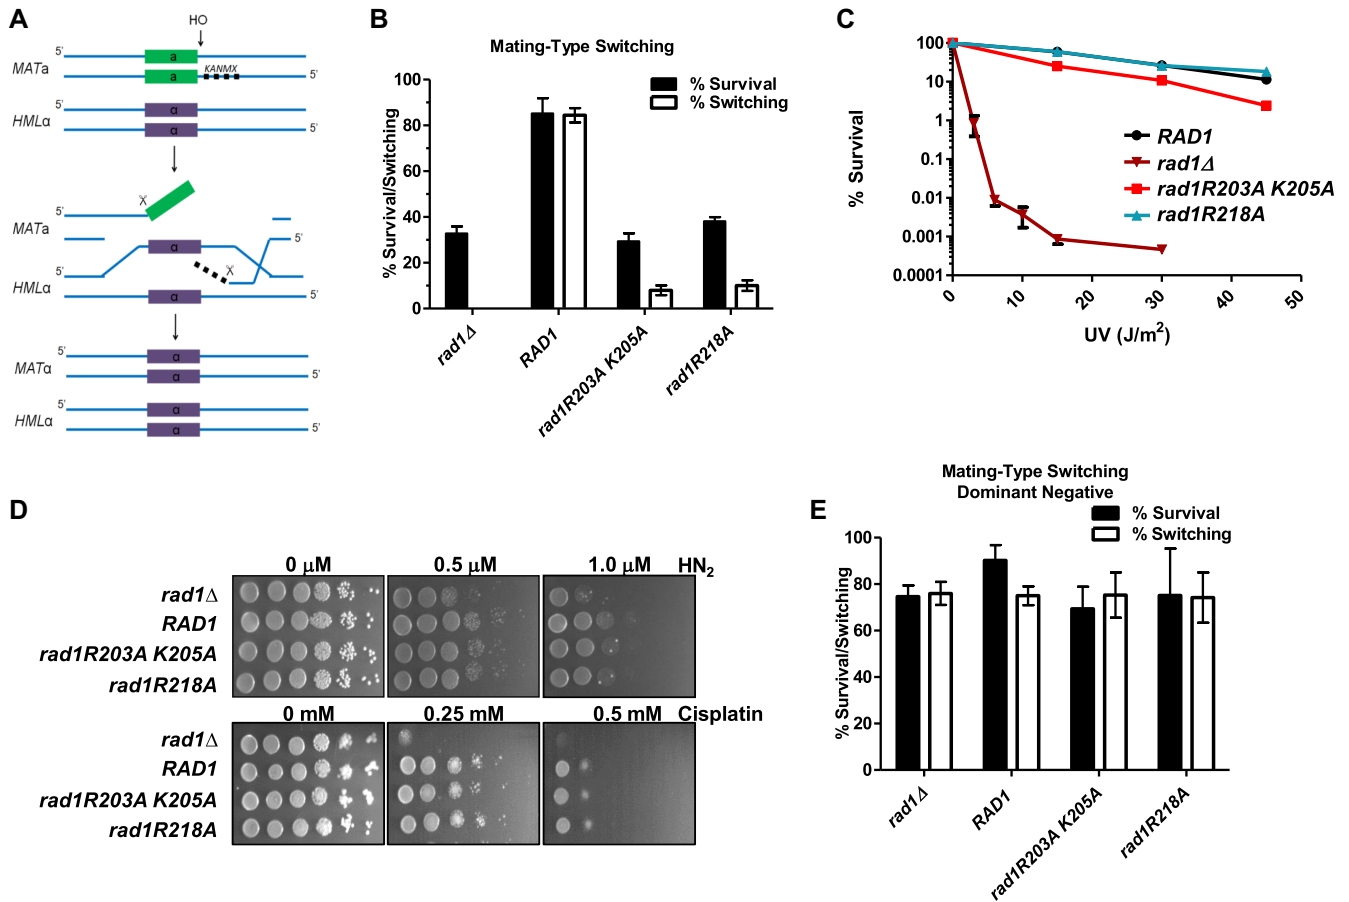 A
HO
5'
a
MATa
KANMX
a
5'
5'
α
HMLα
α
5'
5'
MATa
5'
α
5'
HMLα
α
5'
5'
α
MATα
α
5'
5'
α
HMLα
α
5'
B
Mating-Type Switching
% Survival
% Switching
% Survival/Switching
100
80
60
40
20
0
rad1Δ
RAD1
rad1R203A K205A
rad1R218A
C
% Survival
100
10
1
0.1
0.01
0.001
0.0001
0
10
20
30
40
50
UV (J/m²)
RAD1
rad1Δ
rad1R203A K205A
rad1R218A
D
0 μM
0.5 μM
1.0 μM
HN₂
rad1Δ
RAD1
rad1R203A K205A
rad1R218A
0 mM
0.25 mM
0.5 mM
Cisplatin
rad1Δ
RAD1
rad1R203A K205A
rad1R218A
E
Mating-Type Switching
Dominant Negative
% Survival
% Switching
% Survival/Switching
100
80
60
40
20
0
rad1Δ
RAD1
rad1R203A K205A
rad1R218A